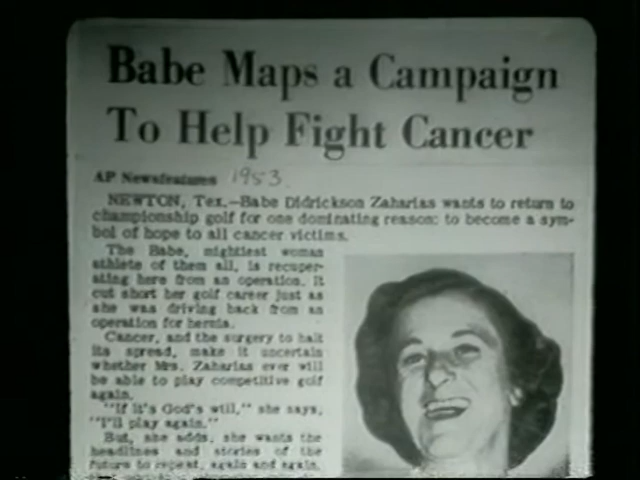 Babe Maps a Campaign
To Help Fight Cancer
AP Newsfeatures 1953
NEWTON, Tex.—Babe Didrickson Zaharias wants to return to
championship golf for one dominating reason: to become a sym-
bol of hope to all cancer victims.
The Babe, mightiest woman
athlete of them all, is recuper-
ating here from an operation. It
cut short her golf career just as
she was driving back from an
operation for hernia.
Cancer, and the surgery to halt
its spread, make it uncertain
whether Mrs. Zaharias ever will
be able to play competitive golf
again.
"If it's God's will," she says,
"I'll play again."
But, she adds, she wants the
headlines and stories of the
future to repeat, again and again,